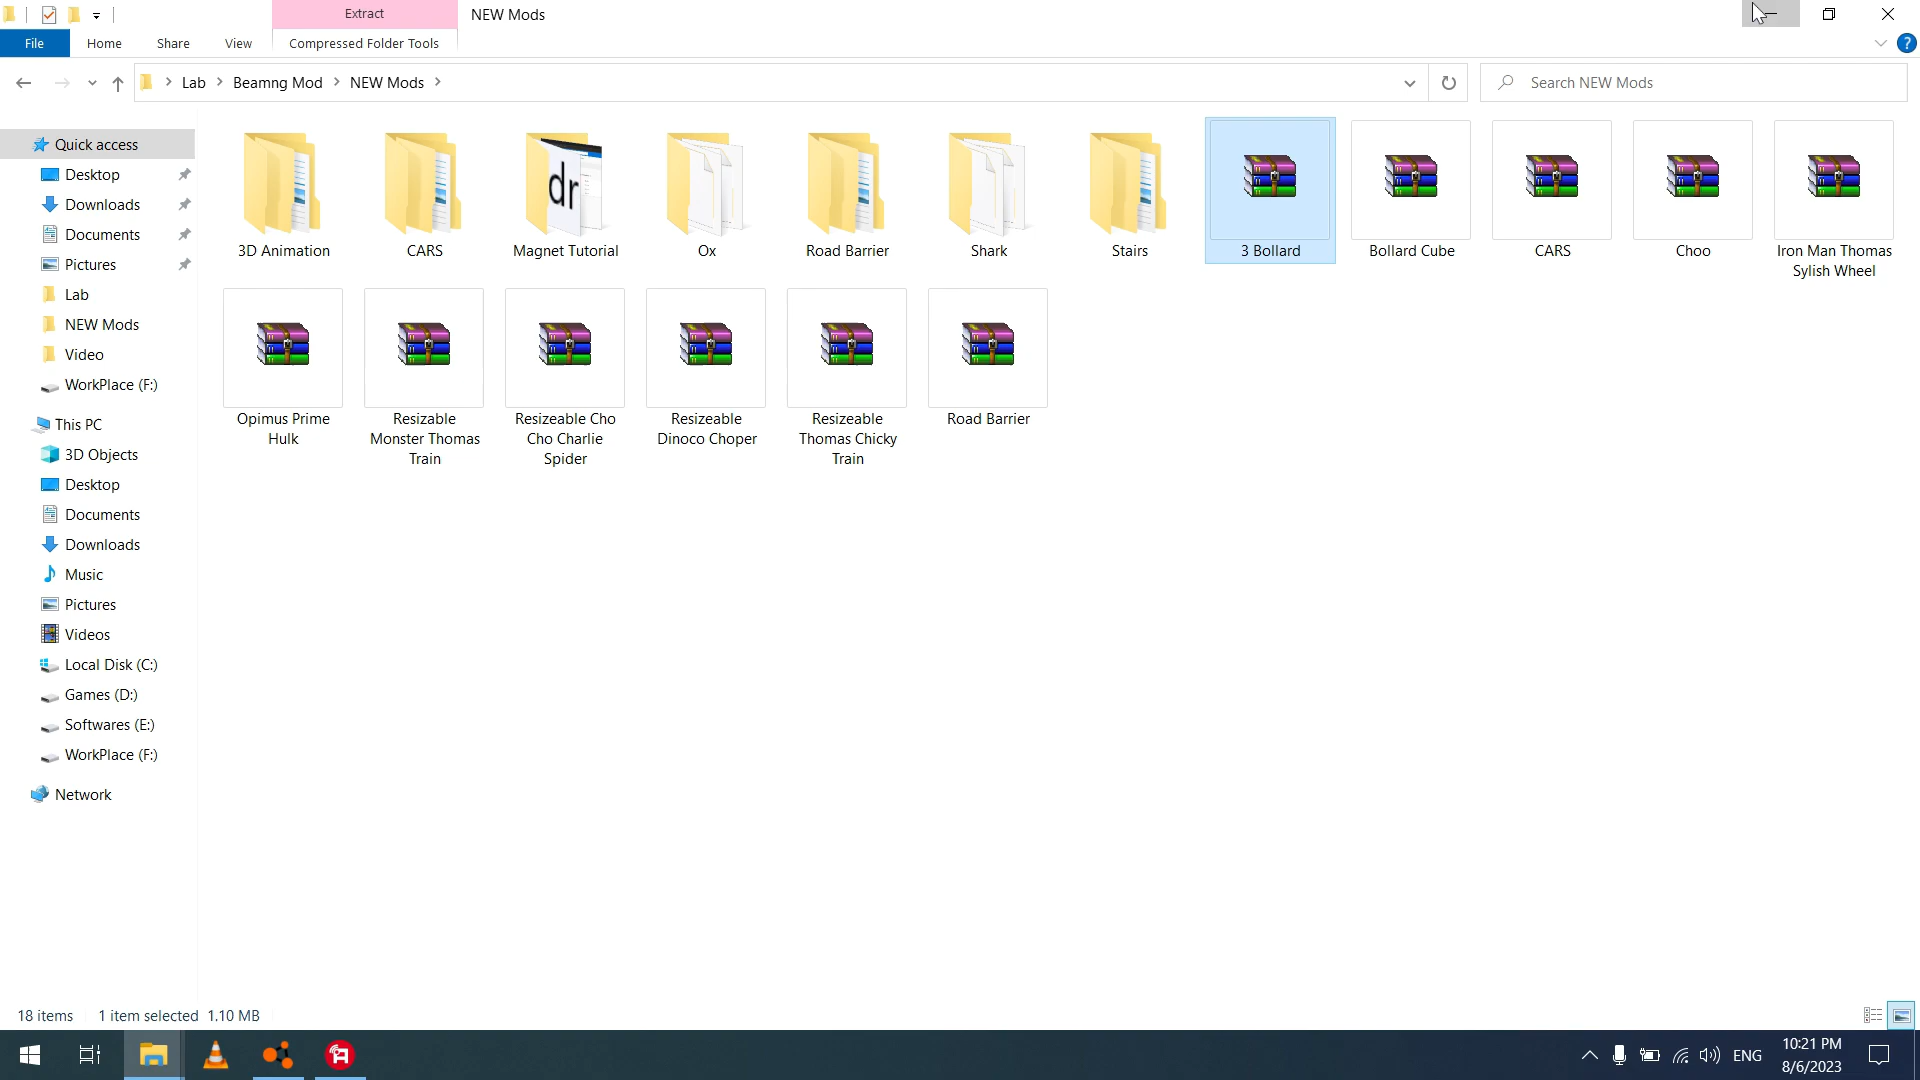 Extract
NEW Mods
File
Home
Share
View
Compressed Folder Tools
Lab
Beamng Mod
NEW Mods
Search NEW Mods
Quick access
Desktop
Downloads
Documents
Pictures
Lab
NEW Mods
Video
WorkPlace (F:)
This PC
3D Objects
Desktop
Documents
Downloads
Music
Pictures
Videos
Local Disk (C:)
Games (D:)
Softwares (E:)
WorkPlace (F:)
Network
3D Animation
CARS
dr
Magnet Tutorial
Ox
Road Barrier
Shark
Stairs
3 Bollard
Bollard Cube
CARS
Choo
Iron Man Thomas
Sylish Wheel
Opimus Prime
Hulk
Resizable
Monster Thomas
Train
Resizeable Cho
Cho Charlie
Spider
Resizeable
Dinoco Choper
Resizeable
Thomas Chicky
Train
Road Barrier
18 items
1 item selected 1.10 MB
ENG
10:21 PM
8/6/2023